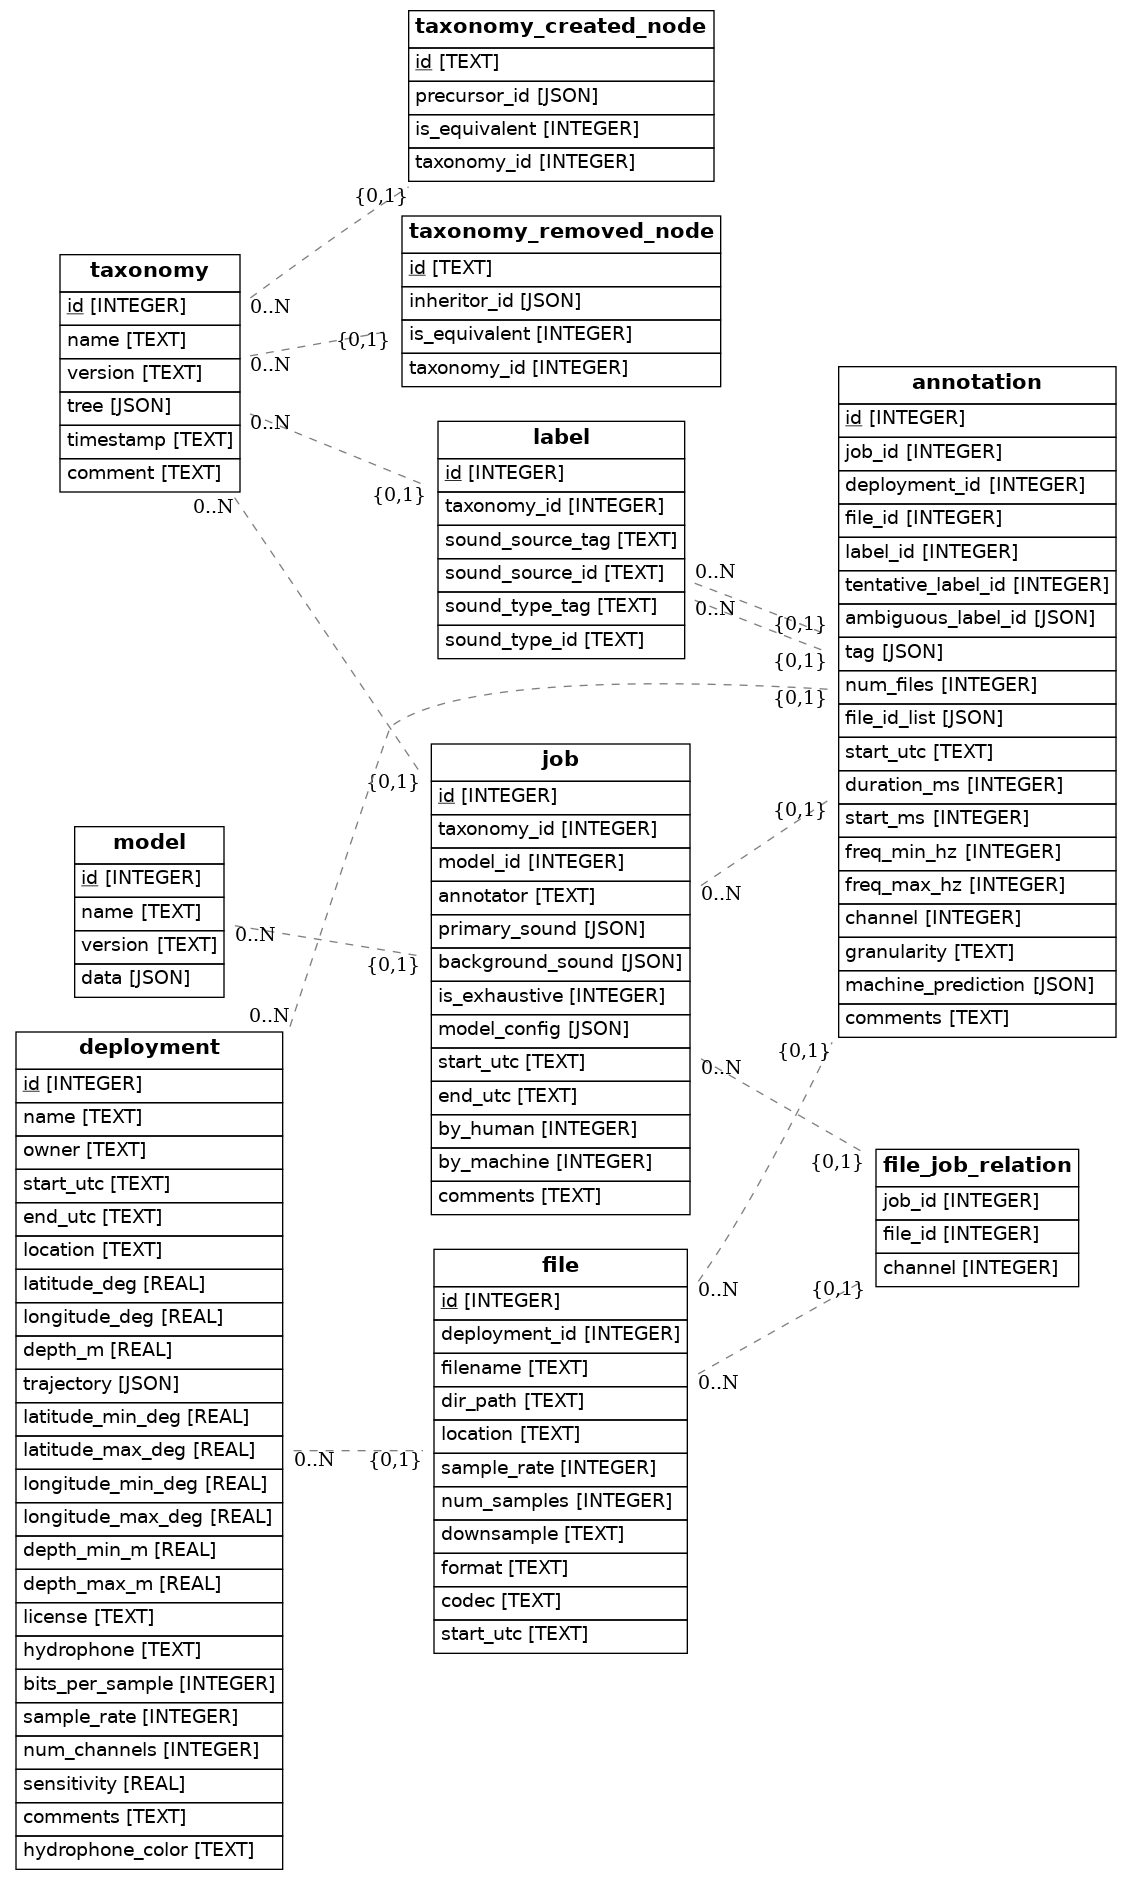 taxonomy_created_node
id [TEXT]
precursor_id [JSON]
is_equivalent [INTEGER]
taxonomy_id [INTEGER]
{0,1}
0..N
taxonomy_removed_node
id [TEXT]
inheritor_id [JSON]
is_equivalent [INTEGER]
taxonomy_id [INTEGER]
{0,1}
0..N
taxonomy
id [INTEGER]
name [TEXT]
version [TEXT]
tree [JSON]
timestamp [TEXT]
comment [TEXT]
0..N
{0,1}
0..N
label
id [INTEGER]
taxonomy_id [INTEGER]
sound_source_tag [TEXT]
sound_source_id [TEXT]
sound_type_tag [TEXT]
sound_type_id [TEXT]
0..N
0..N
{0,1}
{0,1}
{0,1}
annotation
id [INTEGER]
job_id [INTEGER]
deployment_id [INTEGER]
file_id [INTEGER]
label_id [INTEGER]
tentative_label_id [INTEGER]
ambiguous_label_id [JSON]
tag [JSON]
num_files [INTEGER]
file_id_list [JSON]
start_utc [TEXT]
duration_ms [INTEGER]
start_ms [INTEGER]
freq_min_hz [INTEGER]
freq_max_hz [INTEGER]
channel [INTEGER]
granularity [TEXT]
machine_prediction [JSON]
comments [TEXT]
{0,1}
job
id [INTEGER]
taxonomy_id [INTEGER]
model_id [INTEGER]
annotator [TEXT]
primary_sound [JSON]
background_sound [JSON]
is_exhaustive [INTEGER]
model_config [JSON]
start_utc [TEXT]
end_utc [TEXT]
by_human [INTEGER]
by_machine [INTEGER]
comments [TEXT]
{0,1}
0..N
model
id [INTEGER]
name [TEXT]
version [TEXT]
data [JSON]
0..N
{0,1}
0..N
deployment
id [INTEGER]
name [TEXT]
owner [TEXT]
start_utc [TEXT]
end_utc [TEXT]
location [TEXT]
latitude_deg [REAL]
longitude_deg [REAL]
depth_m [REAL]
trajectory [JSON]
latitude_min_deg [REAL]
latitude_max_deg [REAL]
longitude_min_deg [REAL]
longitude_max_deg [REAL]
depth_min_m [REAL]
depth_max_m [REAL]
license [TEXT]
hydrophone [TEXT]
bits_per_sample [INTEGER]
sample_rate [INTEGER]
num_channels [INTEGER]
sensitivity [REAL]
comments [TEXT]
hydrophone_color [TEXT]
0..N
{0,1}
{0,1}
0..N
{0,1}
file_job_relation
job_id [INTEGER]
file_id [INTEGER]
channel [INTEGER]
file
id [INTEGER]
deployment_id [INTEGER]
filename [TEXT]
dir_path [TEXT]
location [TEXT]
sample_rate [INTEGER]
num_samples [INTEGER]
downsample [TEXT]
format [TEXT]
codec [TEXT]
start_utc [TEXT]
0..N
{0,1}
0..N